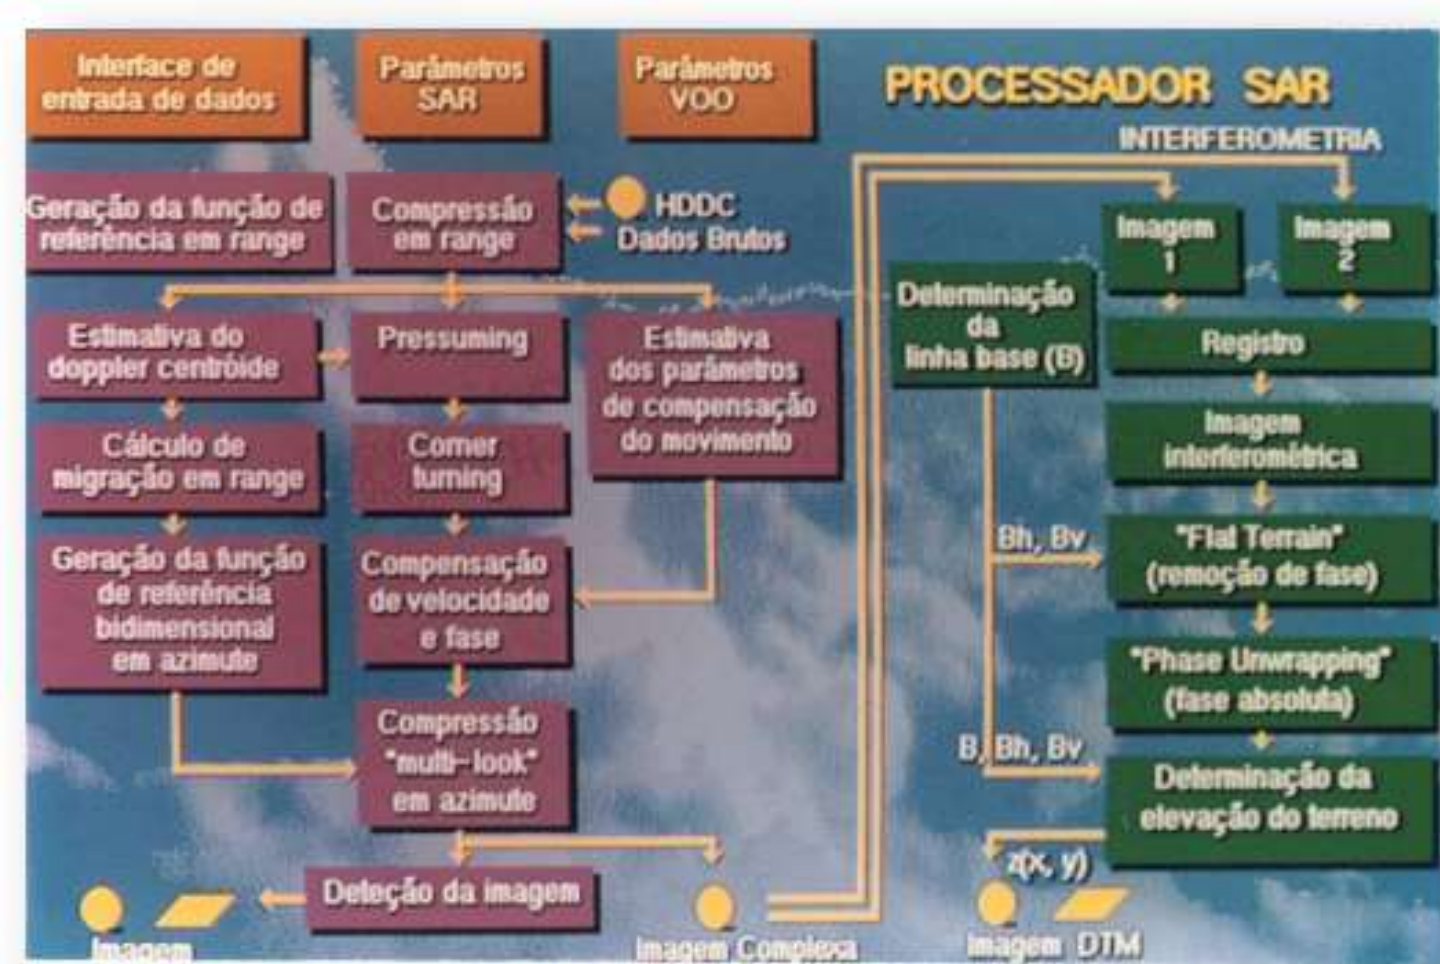 Interface de
entrada de dados
Parâmetros
SAR
Parâmetros
VOO
PROCESSADOR SAR
INTERFEROMETRIA
Geração da função de
referência em range
Compressão
em range
HDDC
Dados Brutos
Estimativa do
doppler centróide
Pressuming
Estimativa
dos parâmetros
de compensação
do movimento
Cálculo de
migração em range
Corner
turning
Geração da função
de referência
bidimensional
em azimute
Compensação
de velocidade
e fase
Compressão
"multi-look"
em azimute
Deteção da imagem
Imagem
Imagem Complexa
Imagem
1
Imagem
2
Determinação
da
linha base (B)
Registro
Imagem
interferométrica
Bh, Bv
"Flat Terrain"
(remoção de fase)
"Phase Unwrapping"
(fase absoluta)
B, Bh, Bv
Determinação da
elevação do terreno
z(x, y)
Imagem DTM